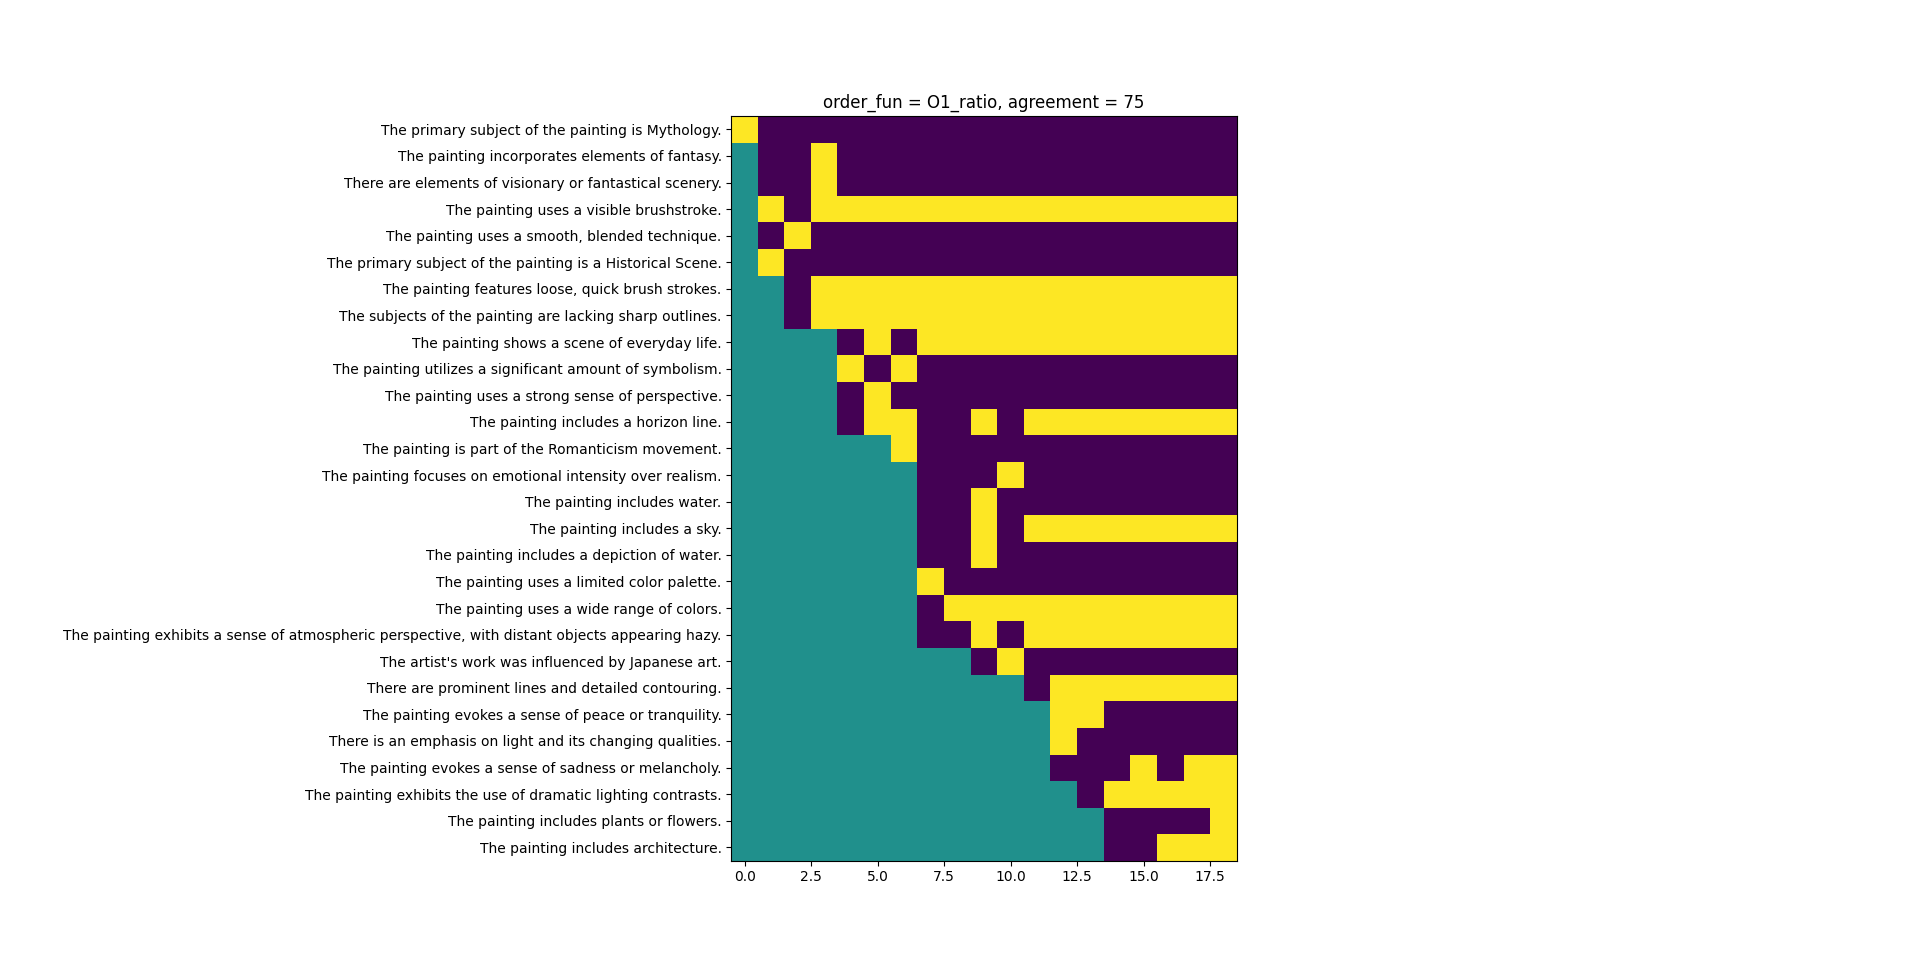 order_fun = O1_ratio, agreement = 75
The primary subject of the painting is Mythology.
The painting incorporates elements of fantasy.
There are elements of visionary or fantastical scenery.
The painting uses a visible brushstroke.
The painting uses a smooth, blended technique.
The primary subject of the painting is a Historical Scene.
The painting features loose, quick brush strokes.
The subjects of the painting are lacking sharp outlines.
The painting shows a scene of everyday life.
The painting utilizes a significant amount of symbolism.
The painting uses a strong sense of perspective.
The painting includes a horizon line.
The painting is part of the Romanticism movement.
The painting focuses on emotional intensity over realism.
The painting includes water.
The painting includes a sky.
The painting includes a depiction of water.
The painting uses a limited color palette.
The painting uses a wide range of colors.
The painting exhibits a sense of atmospheric perspective, with distant objects appearing hazy.
The artist's work was influenced by Japanese art.
There are prominent lines and detailed contouring.
The painting evokes a sense of peace or tranquility.
There is an emphasis on light and its changing qualities.
The painting evokes a sense of sadness or melancholy.
The painting exhibits the use of dramatic lighting contrasts.
The painting includes plants or flowers.
The painting includes architecture.
0.0 2.5 5.0 7.5 10.0 12.5 15.0 17.5